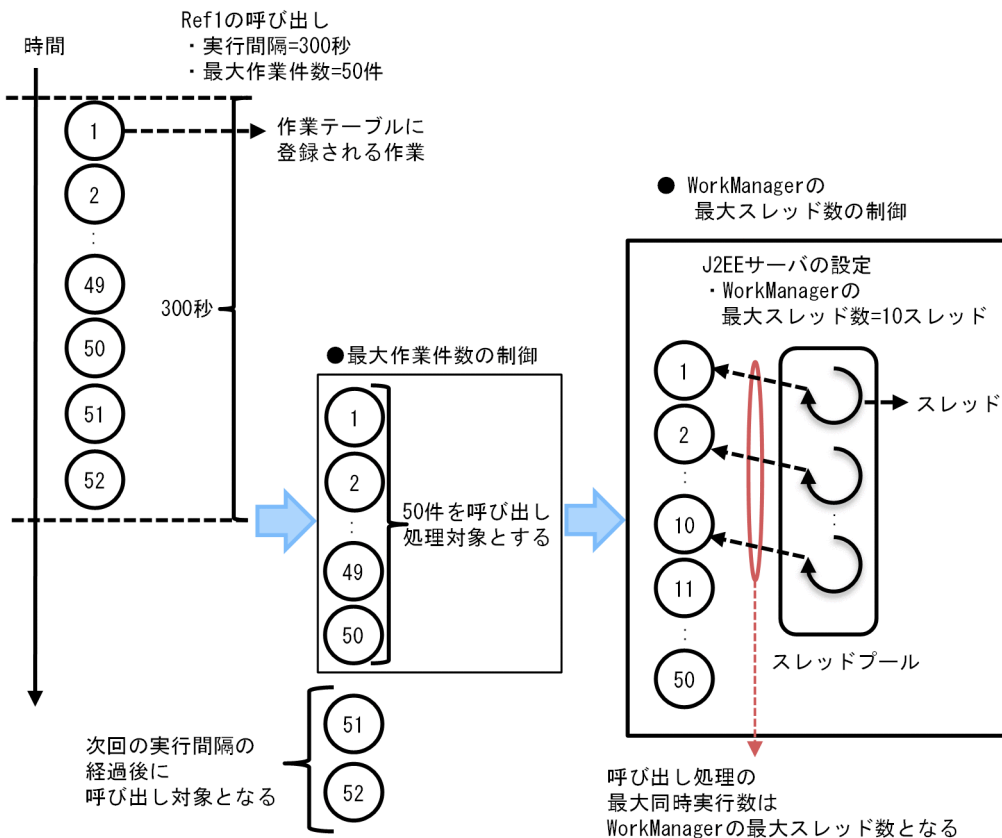 Ref1の呼び出し
・実行間隔=300秒
・最大作業件数=50件
時間
1
作業テーブルに
登録される作業
2
:
49
50
51
52
300秒
●最大作業件数の制御
1
2
:
49
50
50件を呼び出し
処理対象とする
51
52
次回の実行間隔の
経過後に
呼び出し対象となる
● WorkManagerの
最大スレッド数の制御
J2EEサーバの設定
・WorkManagerの
最大スレッド数=10スレッド
1
2
:
10
11
:
50
:
スレッド
スレッドプール
呼び出し処理の
最大同時実行数は
WorkManagerの最大スレッド数となる